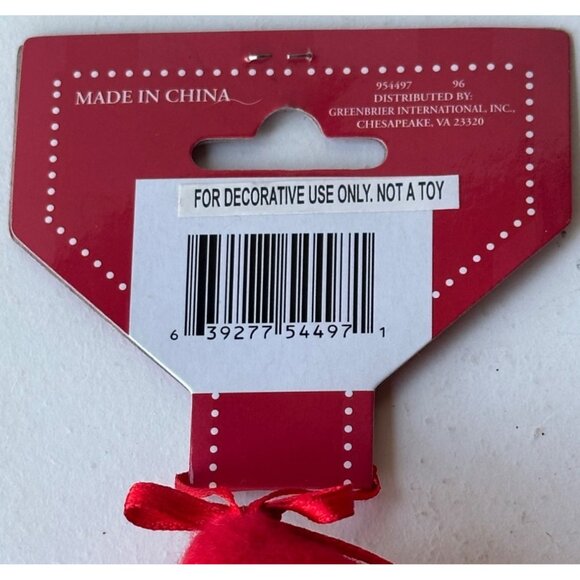 MADE IN CHINA
954497 96
DISTRIBUTED BY:
GREENBRIER INTERNATIONAL, INC.,
CHESAPEAKE, VA 23320
FOR DECORATIVE USE ONLY. NOT A TOY
6 39277 54497 1